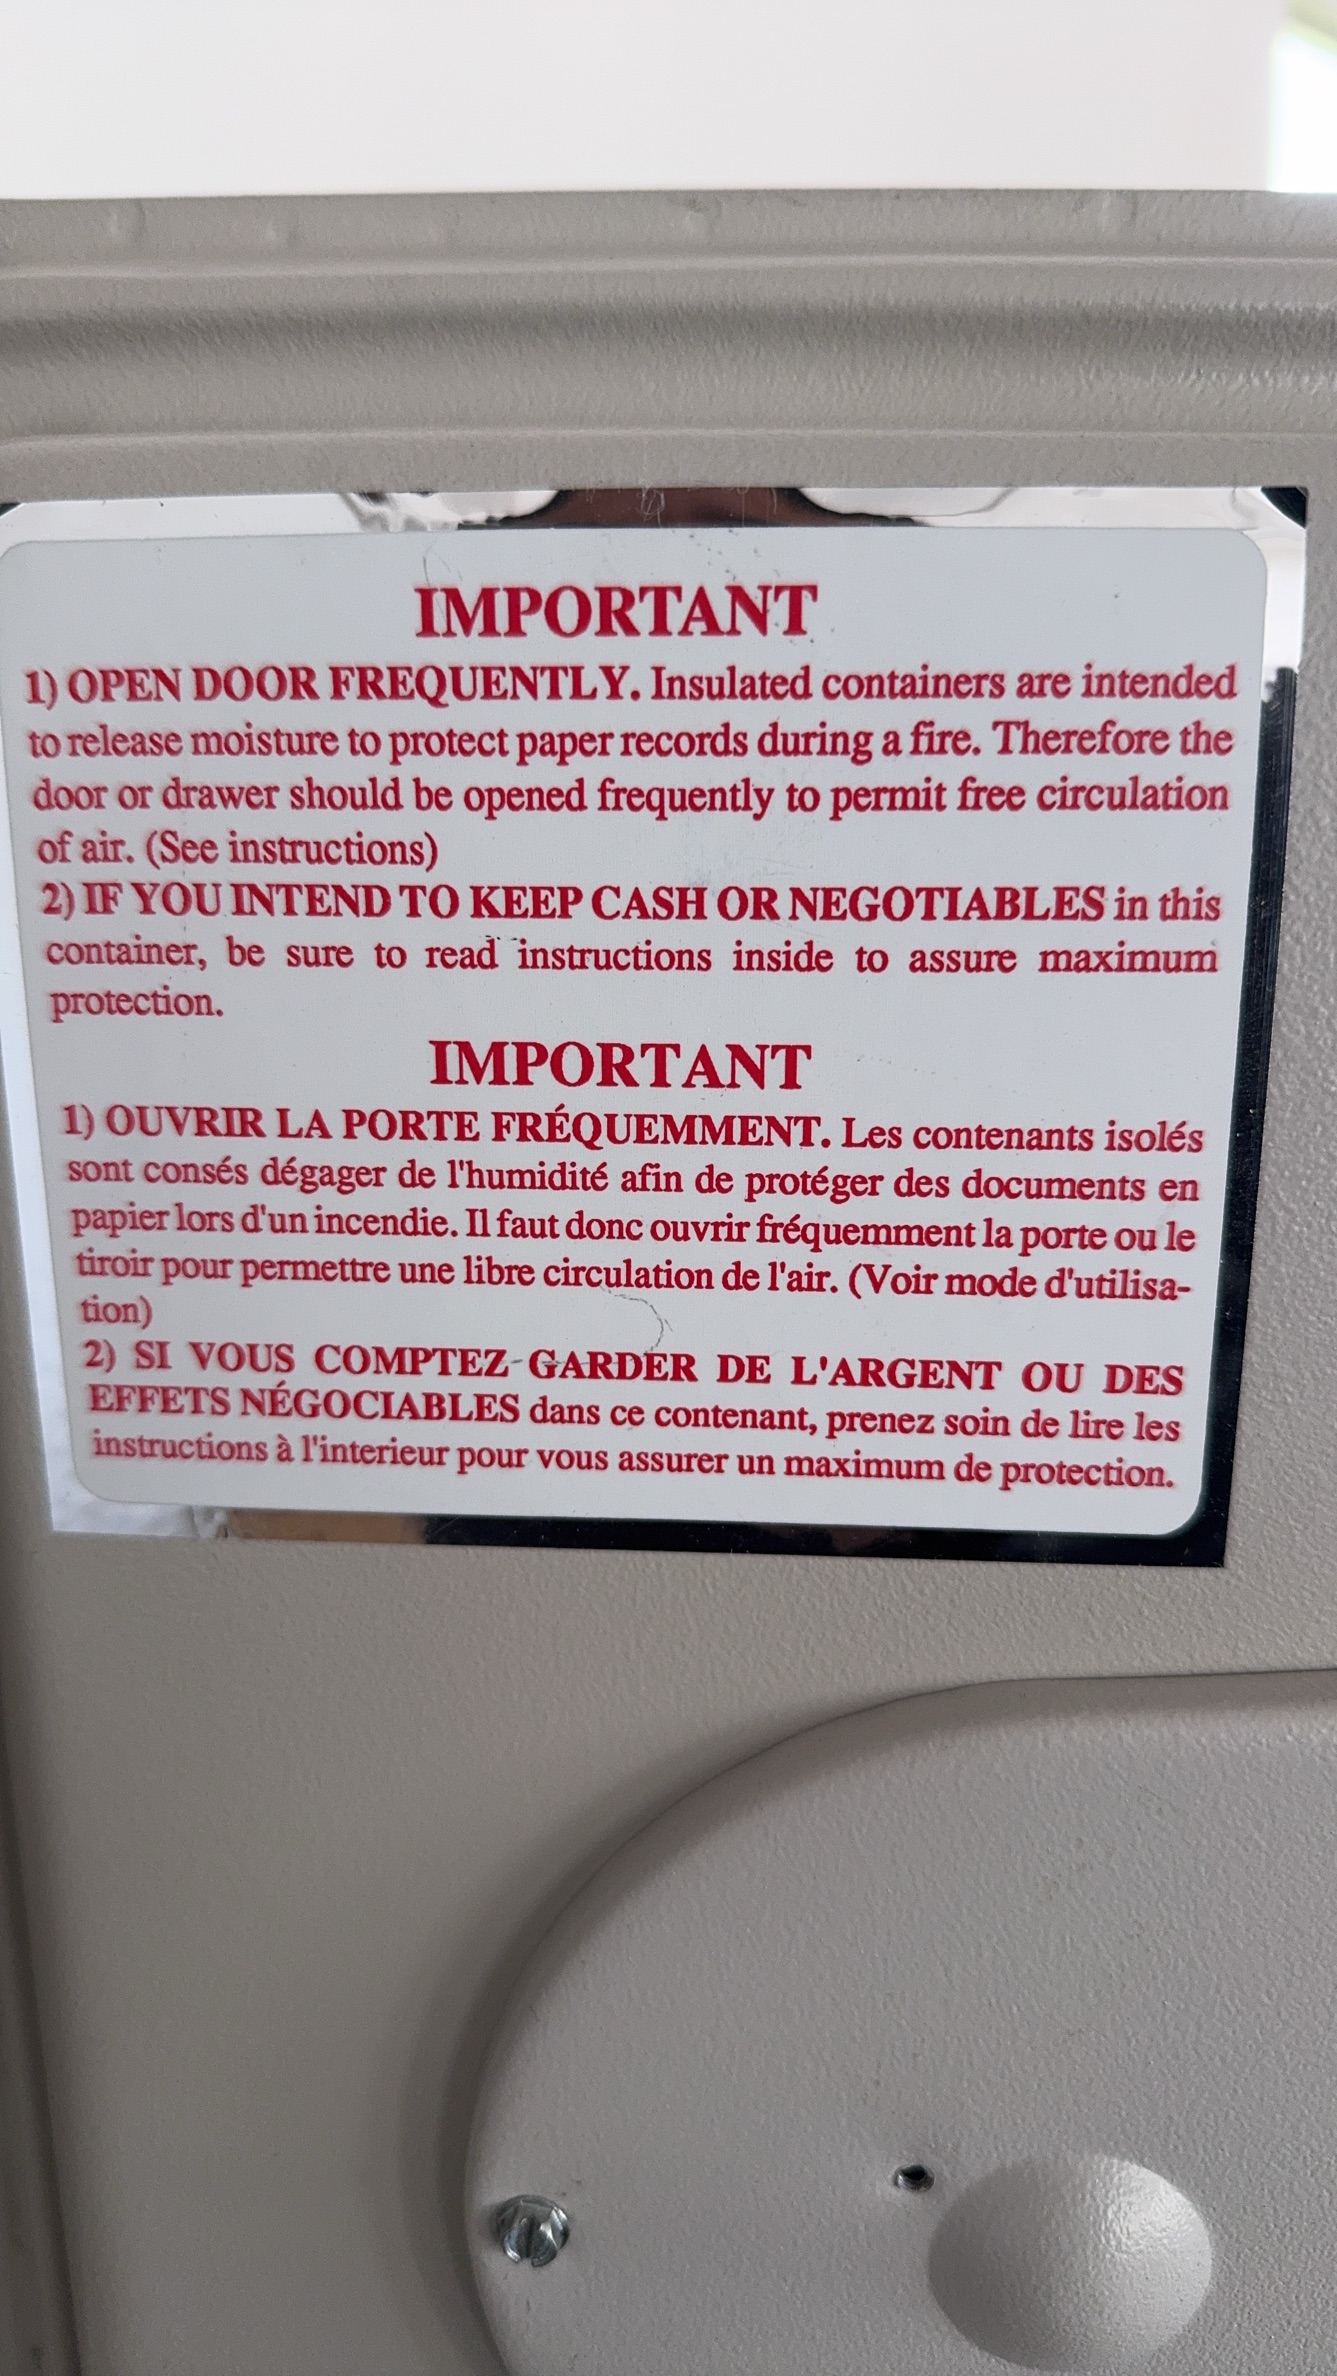 IMPORTANT
1) OPEN DOOR FREQUENTLY. Insulated containers are intended
to release moisture to protect paper records during a fire. Therefore the
door or drawer should be opened frequently to permit free circulation
of air. (See instructions)
2) IF YOU INTEND TO KEEP CASH OR NEGOTIABLES in this
container, be sure to read instructions inside to assure maximum
protection.
IMPORTANT
1) OUVRIR LA PORTE FRÉQUEMMENT. Les contenants isolés
sont consés dégager de l'humidité afin de protéger des documents en
papier lors d'un incendie. Il faut donc ouvrir fréquemment la porte ou le
tiroir pour permettre une libre circulation de l'air. (Voir mode d'utilisa-
tion)
2) SI VOUS COMPTEZ GARDER DE L'ARGENT OU DES
EFFETS NÉGOCIABLES dans ce contenant, prenez soin de lire les
instructions à l'interieur pour vous assurer un maximum de protection.